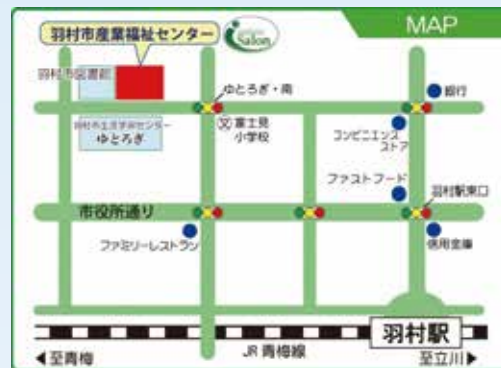 MAP
羽村市産業福祉センター
iサロン
Salon
羽村市図書館
羽村市生涯学習センター
ゆとろぎ
ゆとろぎ・南
文
富士見
小学校
銀行
コンビニエンス
ストア
ファストフード
羽村駅東口
市役所通り
ファミリーレストラン
信用金庫
羽村駅
JR 青梅線
◀至青梅
至立川▶